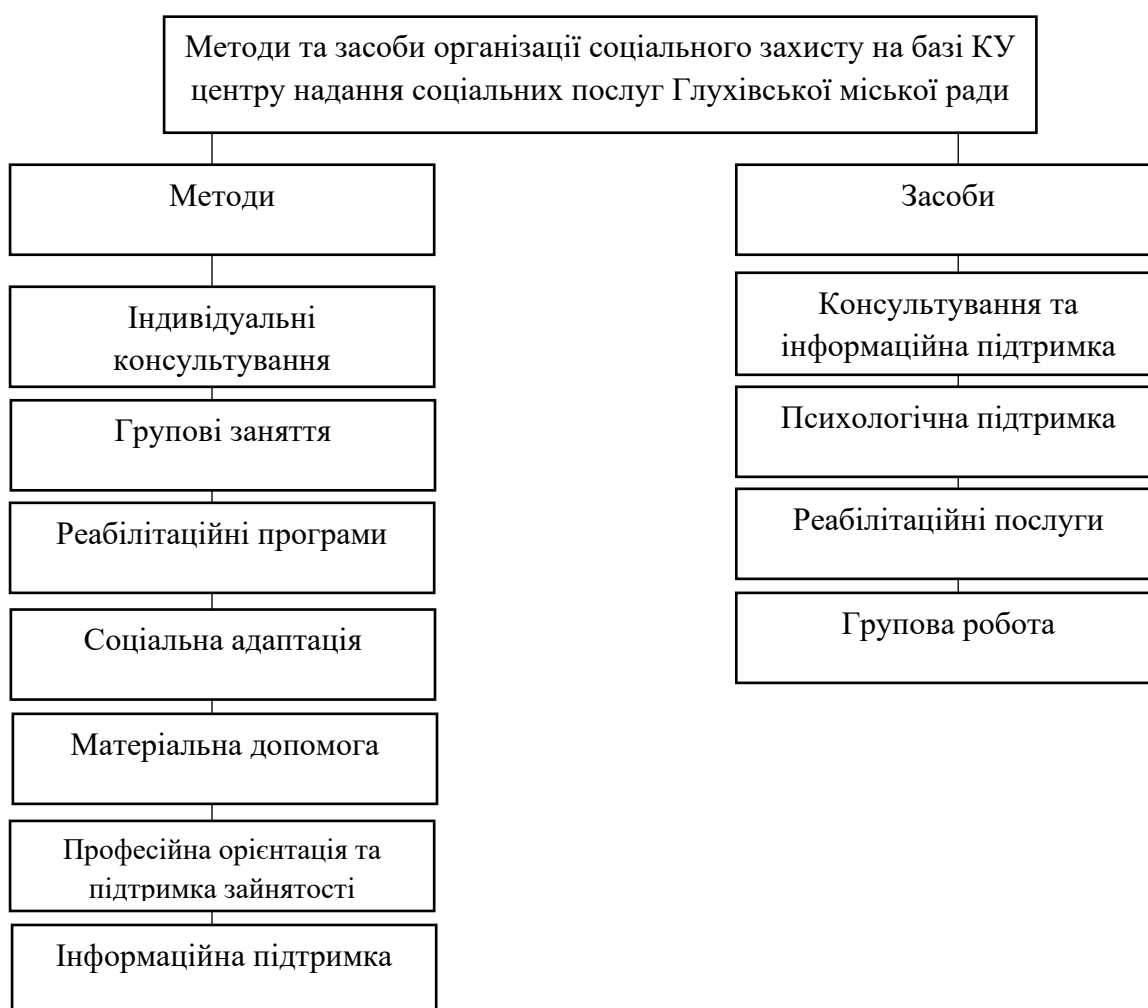 Методи та засоби організації соціального захисту на базі КУ
центру надання соціальних послуг Глухівської міської ради
Методи
Індивідуальні
консультування
Групові заняття
Реабілітаційні програми
Соціальна адаптація
Матеріальна допомога
Професійна орієнтація та
підтримка зайнятості
Інформаційна підтримка
Засоби
Консультування та
інформаційна підтримка
Психологічна підтримка
Реабілітаційні послуги
Групова робота